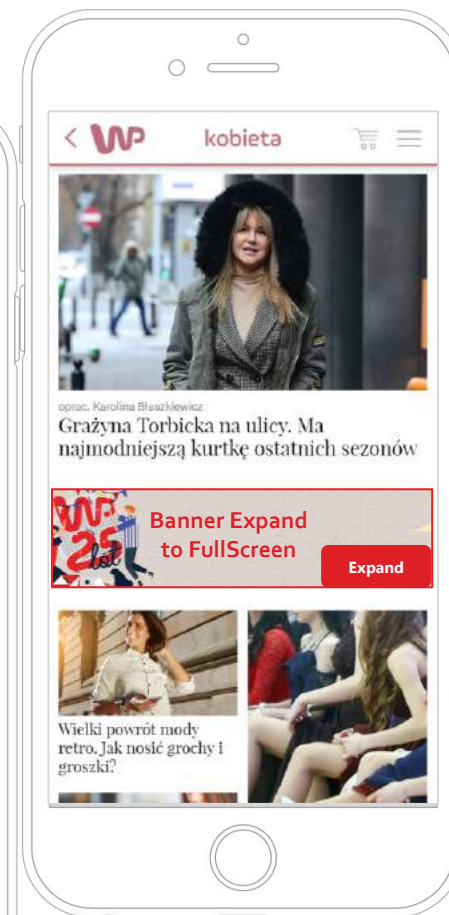 WP
kobieta
oprac. Karolina Błaszkiewicz
Grażyna Torbicka na ulicy. Ma
najmodniejszą kurtkę ostatnich sezonów
WP
25
lat
Banner Expand
to FullScreen
Expand
Wielki powrót mody
retro. Jak nosić grochy i
groszki?